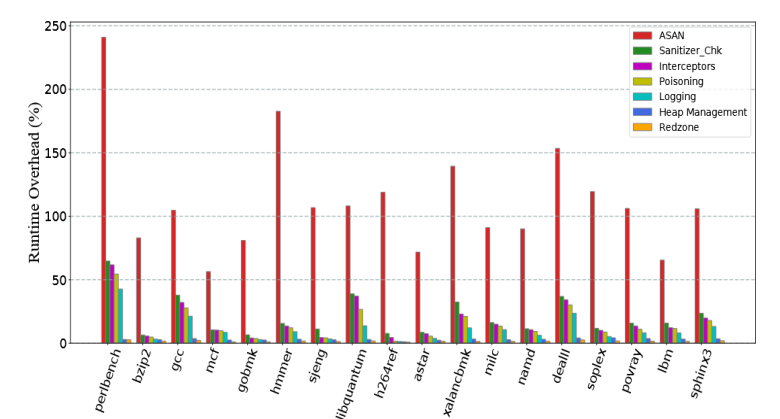 Runtime Overhead (%)
250
200
150
100
50
0
ASAN
Sanitizer_Chk
Interceptors
Poisoning
Logging
Heap Management
Redzone
perlbench
bzip2
gcc
mcf
gobmk
hmmer
sjeng
libquantum
h264ref
astar
xalancbmk
milc
namd
dealII
soplex
povray
lbm
sphinx3